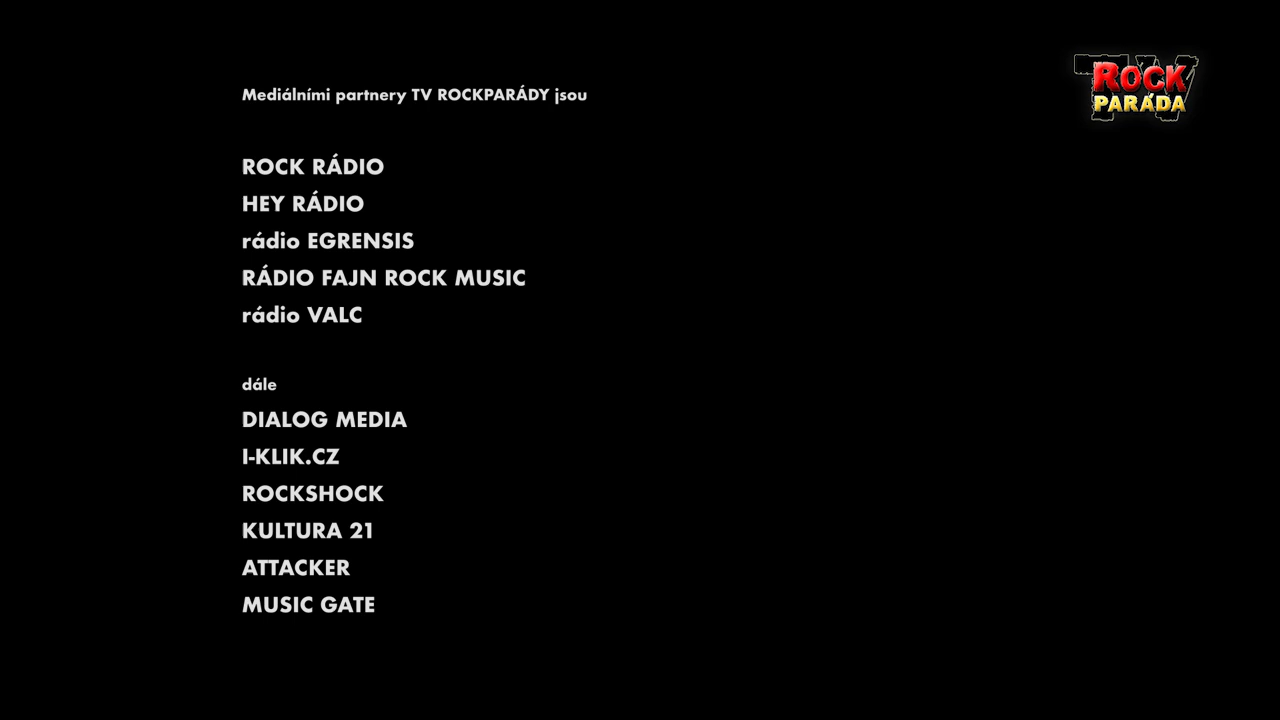 Mediálními partnery TV ROCKPARÁDY jsou
ROCK RÁDIO
HEY RÁDIO
rádio EGRENSIS
RÁDIO FAJN ROCK MUSIC
rádio VALC
dále
DIALOG MEDIA
I-KLIK.CZ
ROCKSHOCK
KULTURA 21
ATTACKER
MUSIC GATE
TV
ROCK
PARÁDA